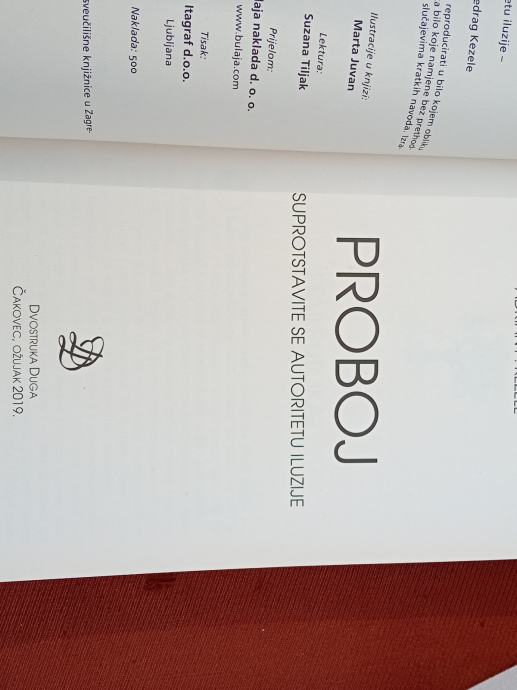 etu iluzije –
edrag Kezele
reproducirati u bilo kojem obliku
a bilo koje namjene bez prethod
slučajevima kratkih navoda. Izra
Ilustracije u knjizi:
Marta Juvan
Lektura:
Suzana Tiljak
Prijelom:
laja naklada d. o. o.
www.bulaja.com
Tisak:
Itagraf d.o.o.
Ljubljana
Naklada: 500
sveučilišne knjižnice u Zagre-
PROBOJ
SUPROTSTAVITE SE AUTORITETU ILUZIJE
DVOSTRUKA DUGA
ČAKOVEC, OŽUJAK 2019.